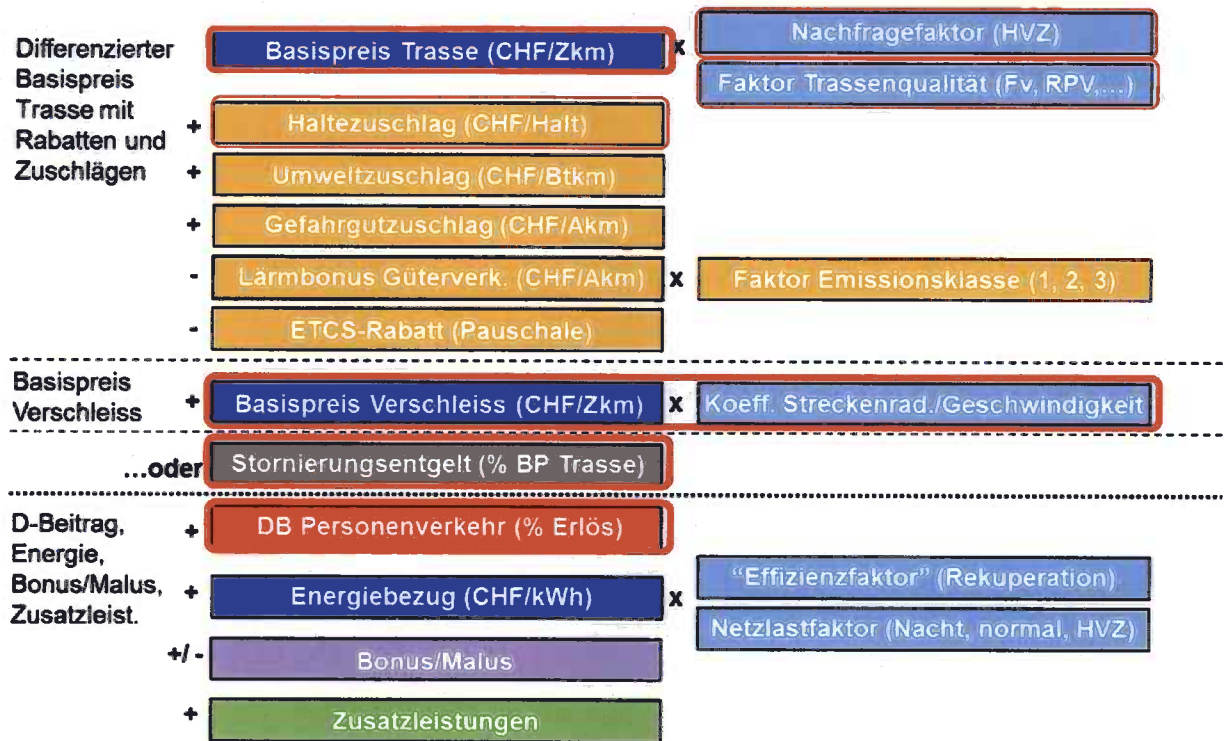 Differenzierter
Basispreis
Trasse mit
Rabatten und
Zuschlägen
Basispreis Trasse (CHF/Zkm)
x
Nachfragefaktor (HVZ)
Faktor Trassenqualität (Fv, RPV,...)
+ Haltezuschlag (CHF/Halt)
+ Umweltzuschlag (CHF/Btkm)
+ Gefahrgutzuschlag (CHF/Akm)
- Lärmbonus Güterverk. (CHF/Akm) x Faktor Emissionsklasse (1, 2, 3)
- ETCS-Rabatt (Pauschale)
Basispreis
Verschleiss
+ Basispreis Verschleiss (CHF/Zkm) x Koeff. Streckenrad./Geschwindigkeit
...oder Stornierungsentgelt (% BP Trasse)
D-Beitrag,
Energie,
Bonus/Malus,
Zusatzleist.
+ DB Personenverkehr (% Erlös)
+ Energiebezug (CHF/kWh) x
"Effizienzfaktor" (Rekuperation)
Netzlastfaktor (Nacht, normal, HVZ)
+/- Bonus/Malus
+ Zusatzleistungen